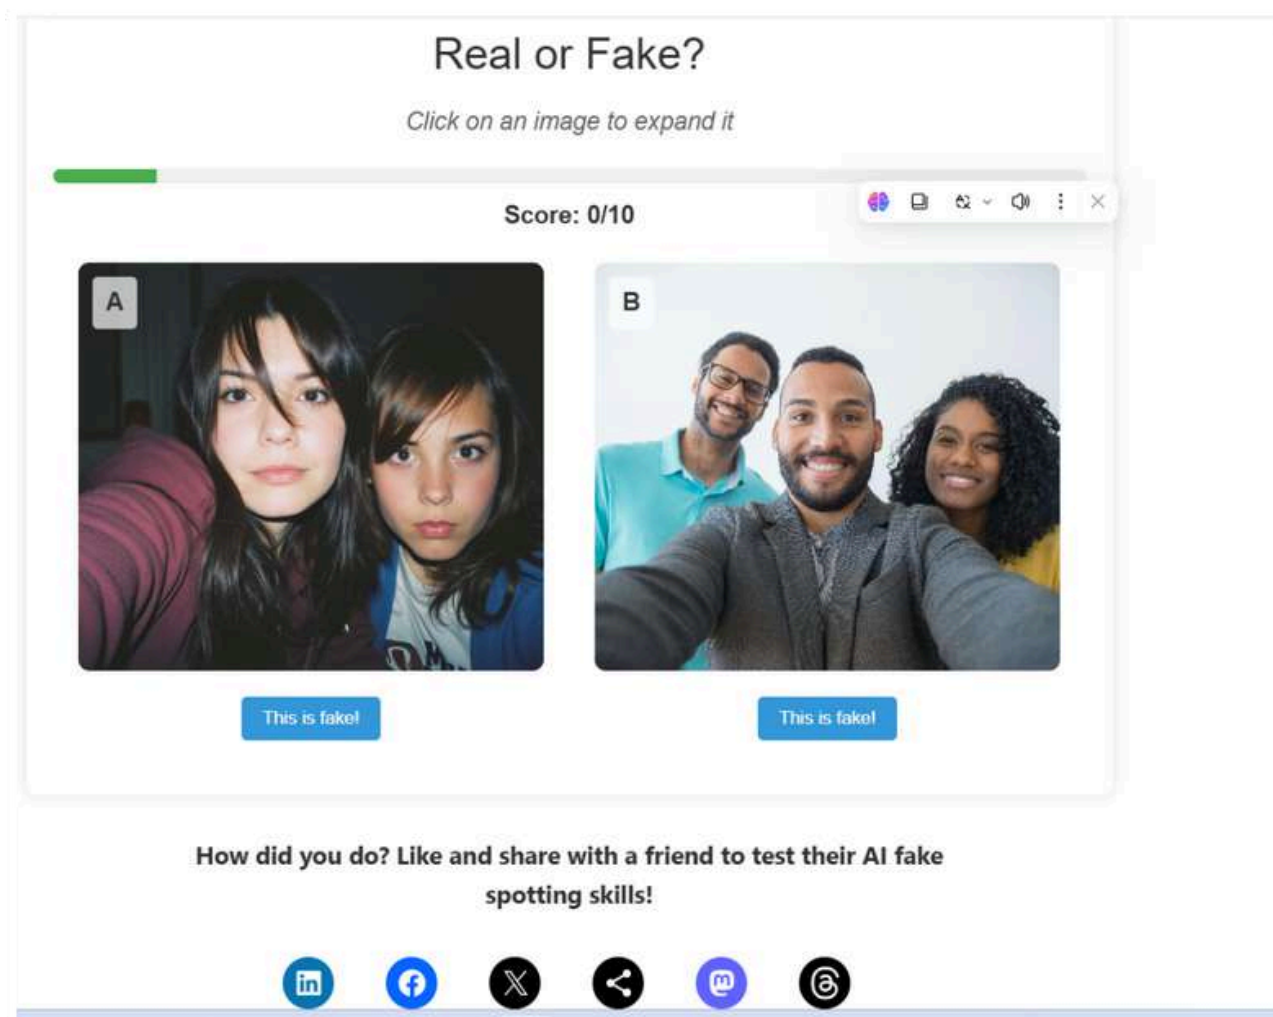 Real or Fake?
Click on an image to expand it
Score: 0/10
A
B
This is fake!
This is fake!
How did you do? Like and share with a friend to test their AI fake
spotting skills!